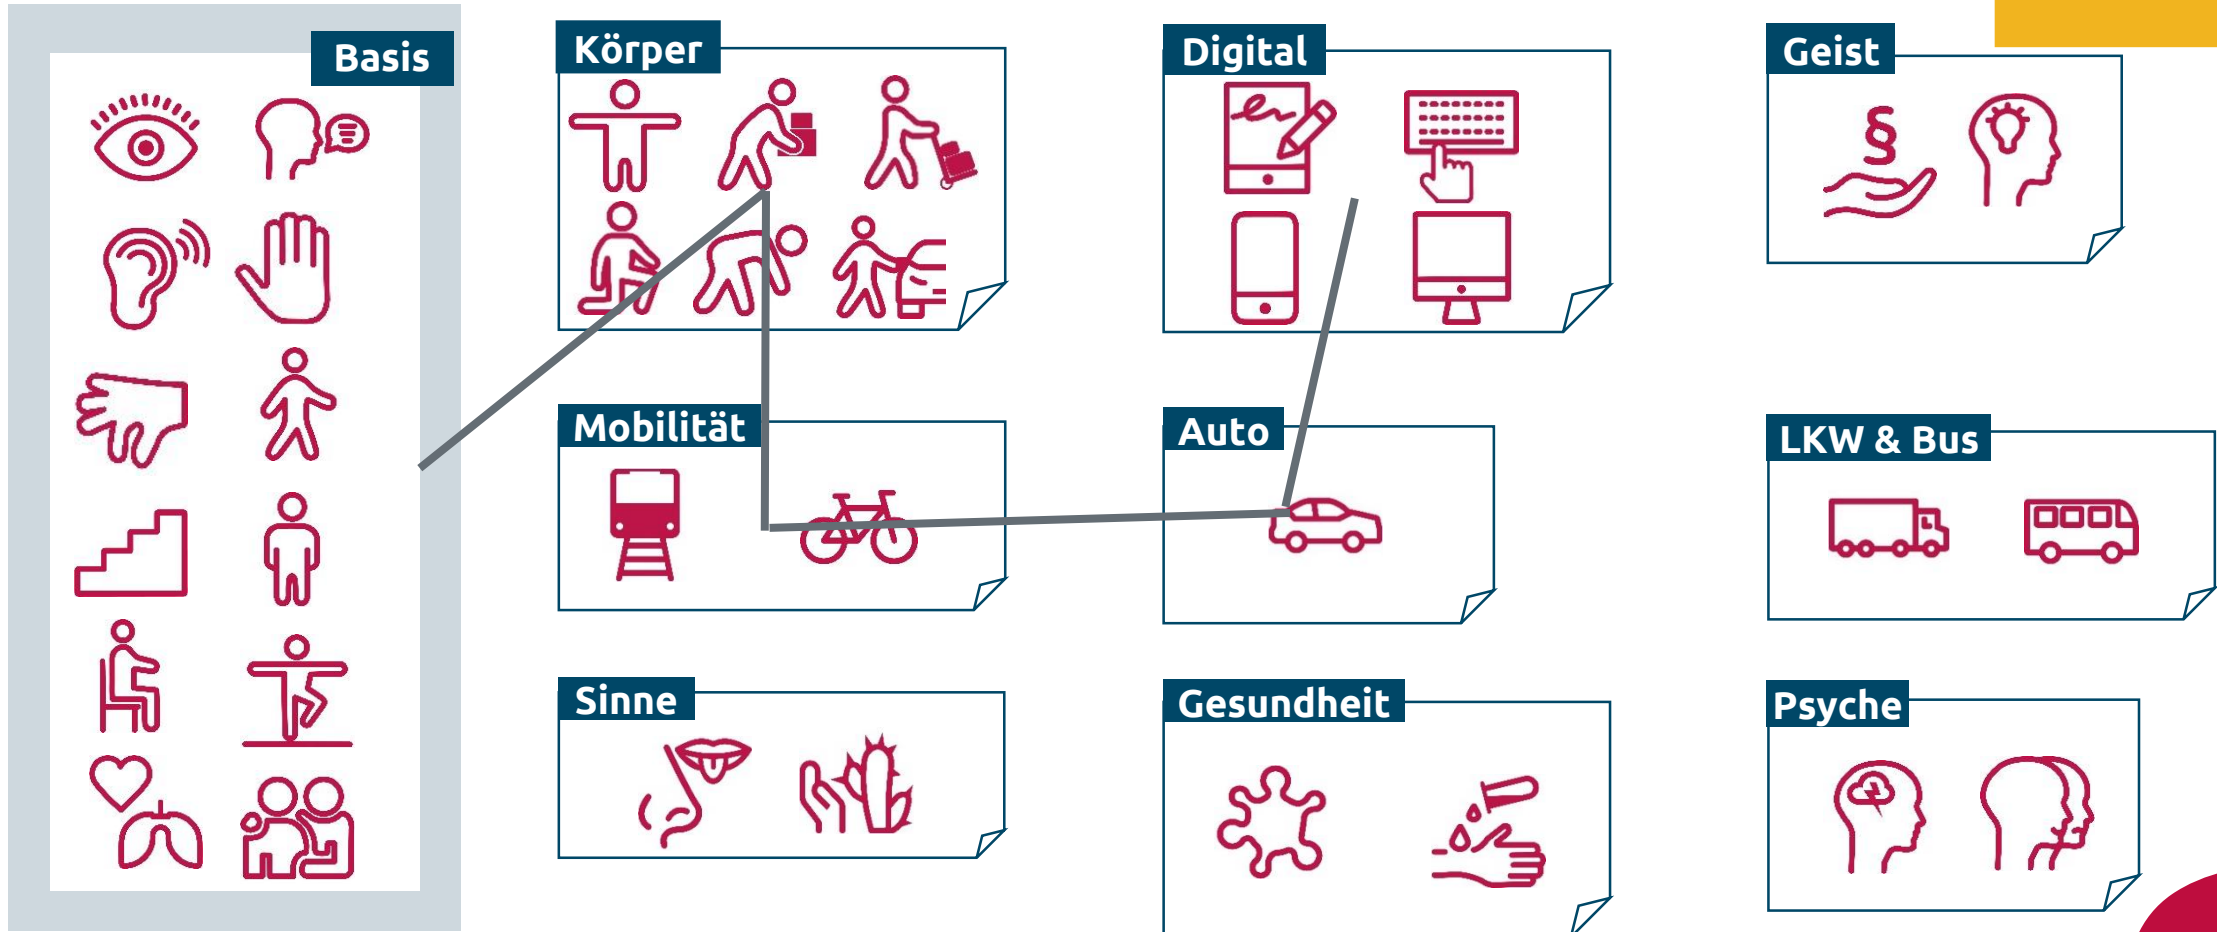 Basis
Körper
Digital
Geist
§
Mobilität
Auto
LKW & Bus
Sinne
Gesundheit
Psyche